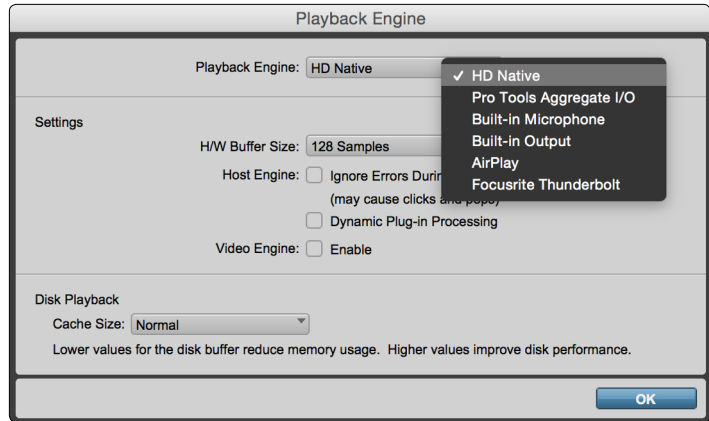 Playback Engine
Playback Engine: HD Native
✓ HD Native
Pro Tools Aggregate I/O
Built-in Microphone
Built-in Output
AirPlay
Focusrite Thunderbolt
Settings
H/W Buffer Size: 128 Samples
Host Engine: Ignore Errors
(may cause clicks and pops)
Dynamic Plug-in Processing
Video Engine: Enable
Disk Playback
Cache Size: Normal
Lower values for the disk buffer reduce memory usage. Higher values improve disk performance.
OK